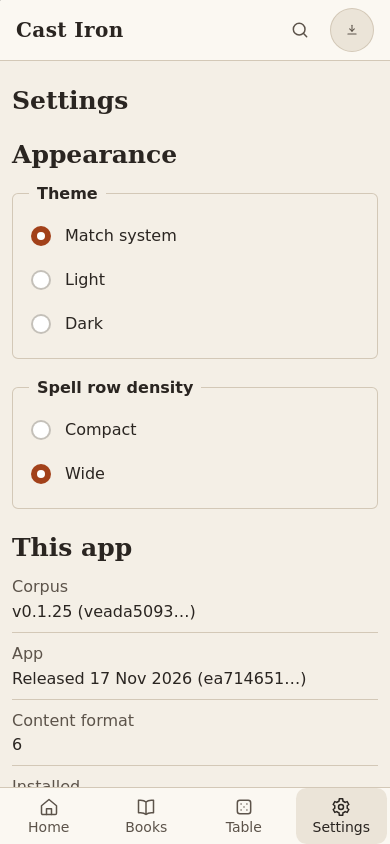 Cast Iron
Settings
Appearance
Theme
Match system
Light
Dark
Spell row density
Compact
Wide
This app
Corpus
v0.1.25 (veada5093…)
App
Released 17 Nov 2026 (ea714651…)
Content format
6
Installed
Home
Books
Table
Settings